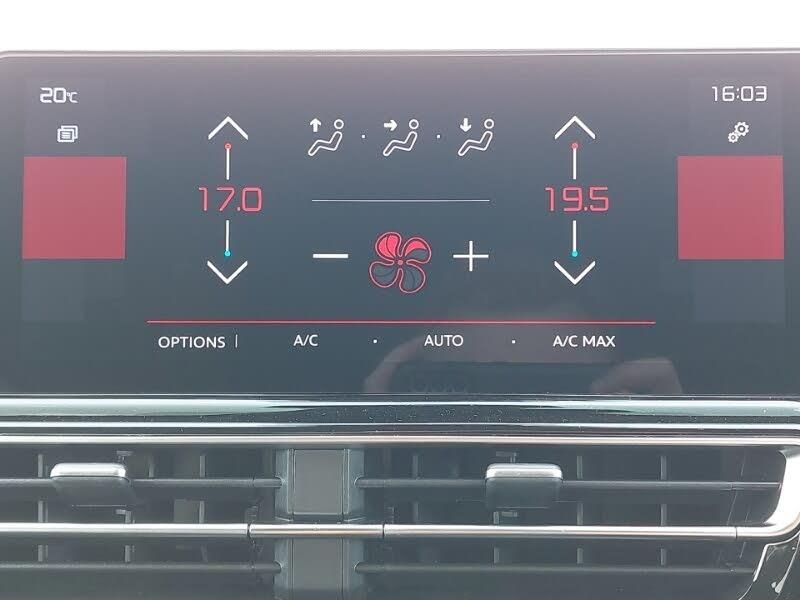 20°C
16:03
17.0
19.5
OPTIONS | A/C · AUTO · A/C MAX